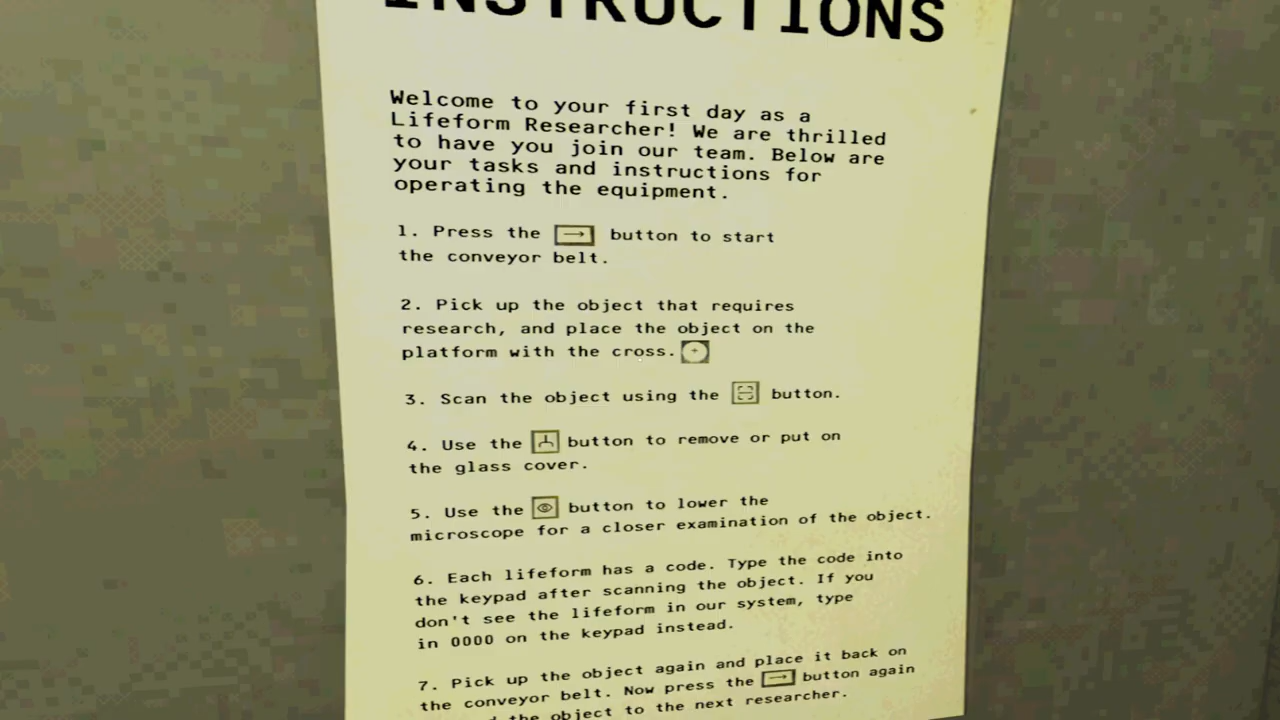 INSTRUCTIONS
Welcome to your first day as a
Lifeform Researcher! We are thrilled
to have you join our team. Below are
your tasks and instructions for
operating the equipment.
1. Press the button to start
the conveyor belt.
2. Pick up the object that requires
research, and place the object on the
platform with the cross.
3. Scan the object using the button.
4. Use the button to remove or put on
the glass cover.
5. Use the button to lower the
microscope for a closer examination of the object.
6. Each lifeform has a code. Type the code into
the keypad after scanning the object. If you
don't see the lifeform in our system, type
in 0000 on the keypad instead.
7. Pick up the object again and place it back on
the conveyor belt. Now press the button again
the object to the next researcher.